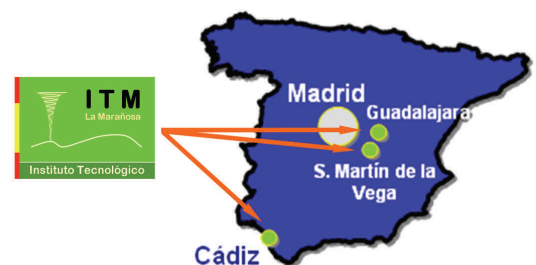 ITM
La Marañosa
Instituto Tecnológico
Madrid
Guadalajara
S. Martín de la
Vega
Cádiz